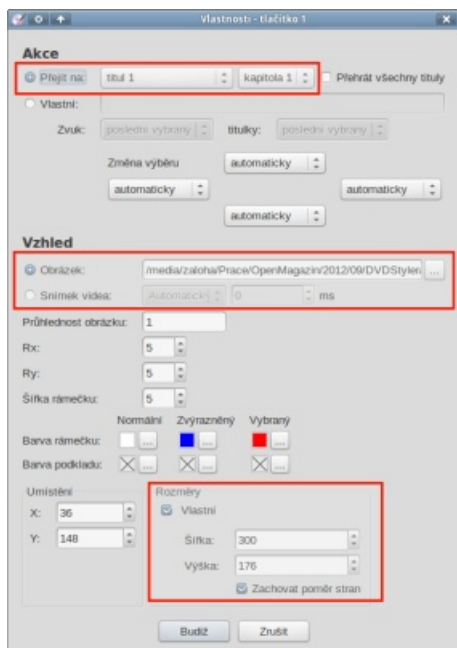 Vlastnosti - tlačítko 1
Akce
Přejít na: titul 1 kapitola 1 Přehrát všechny tituly
Vlastní:
Zvuk: poslední vybraný titulky: poslední vybraný
Změna výběru automaticky
automaticky automaticky
automaticky
Vzhled
Obrázek: /media/zaloha/Prace/OpenMagazin/2012/09/DVDStyler/ ...
Snímek videa: Automaticky 0 ms
Průhlednost obrázku: 1
Rx: 5
Ry: 5
Šířka rámečku: 5
Normální Zvýrazněný Vybraný
Barva rámečku: ... ... ...
Barva podkladu: ... ... ...
Umístění Rozměry
X: 36 Vlastní
Y: 148 Šířka: 300
Výška: 176
Zachovat poměr stran
Budiž Zrušit